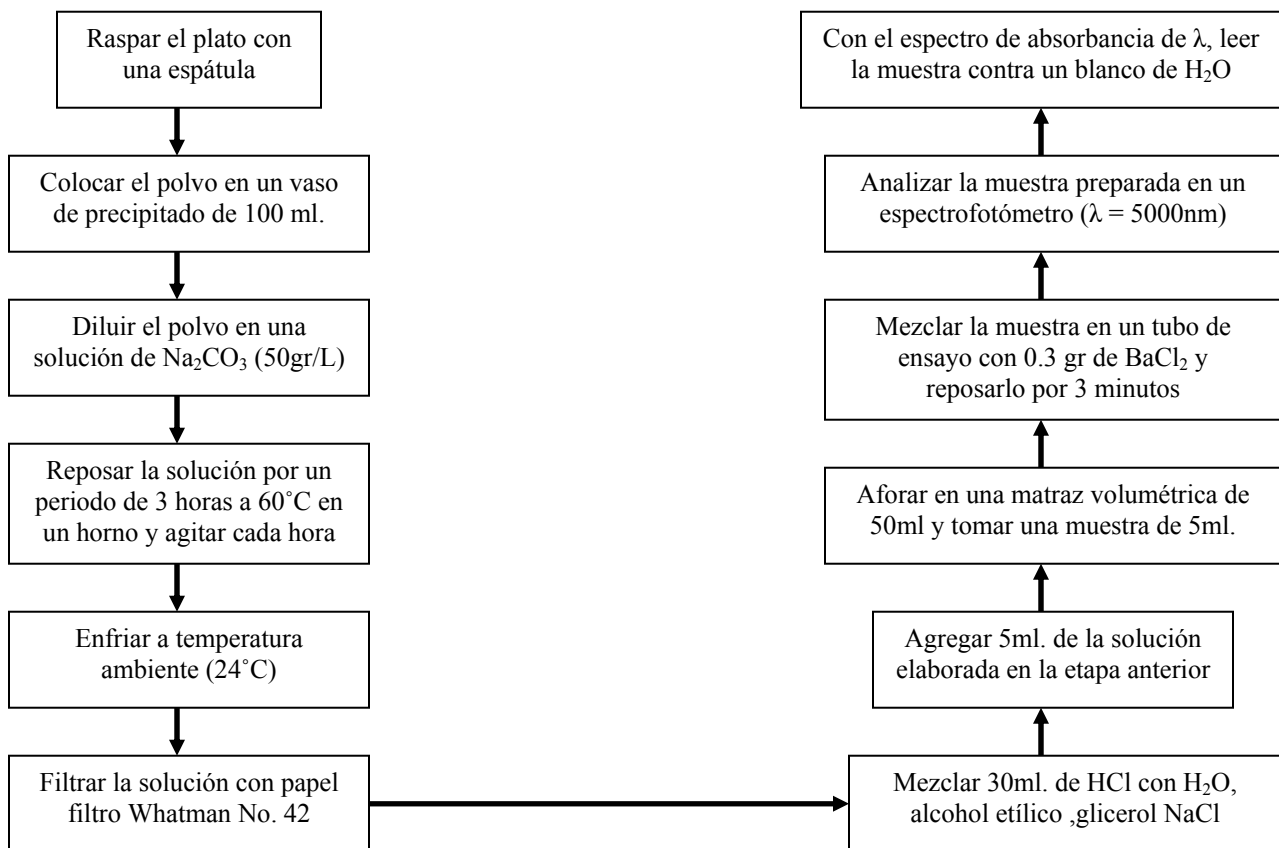 Raspar el plato con
una espátula
Colocar el polvo en un vaso
de precipitado de 100 ml.
Diluir el polvo en una
solución de Na₂CO₃ (50gr/L)
Reposar la solución por un
periodo de 3 horas a 60˚C en
un horno y agitar cada hora
Enfriar a temperatura
ambiente (24˚C)
Filtrar la solución con papel
filtro Whatman No. 42
Mezclar 30ml. de HCl con H₂O,
alcohol etílico ,glicerol NaCl
Agregar 5ml. de la solución
elaborada en la etapa anterior
Aforar en una matraz volumétrica de
50ml y tomar una muestra de 5ml.
Mezclar la muestra en un tubo de
ensayo con 0.3 gr de BaCl₂ y
reposarlo por 3 minutos
Analizar la muestra preparada en un
espectrofotómetro (λ = 5000nm)
Con el espectro de absorbancia de λ, leer
la muestra contra un blanco de H₂O